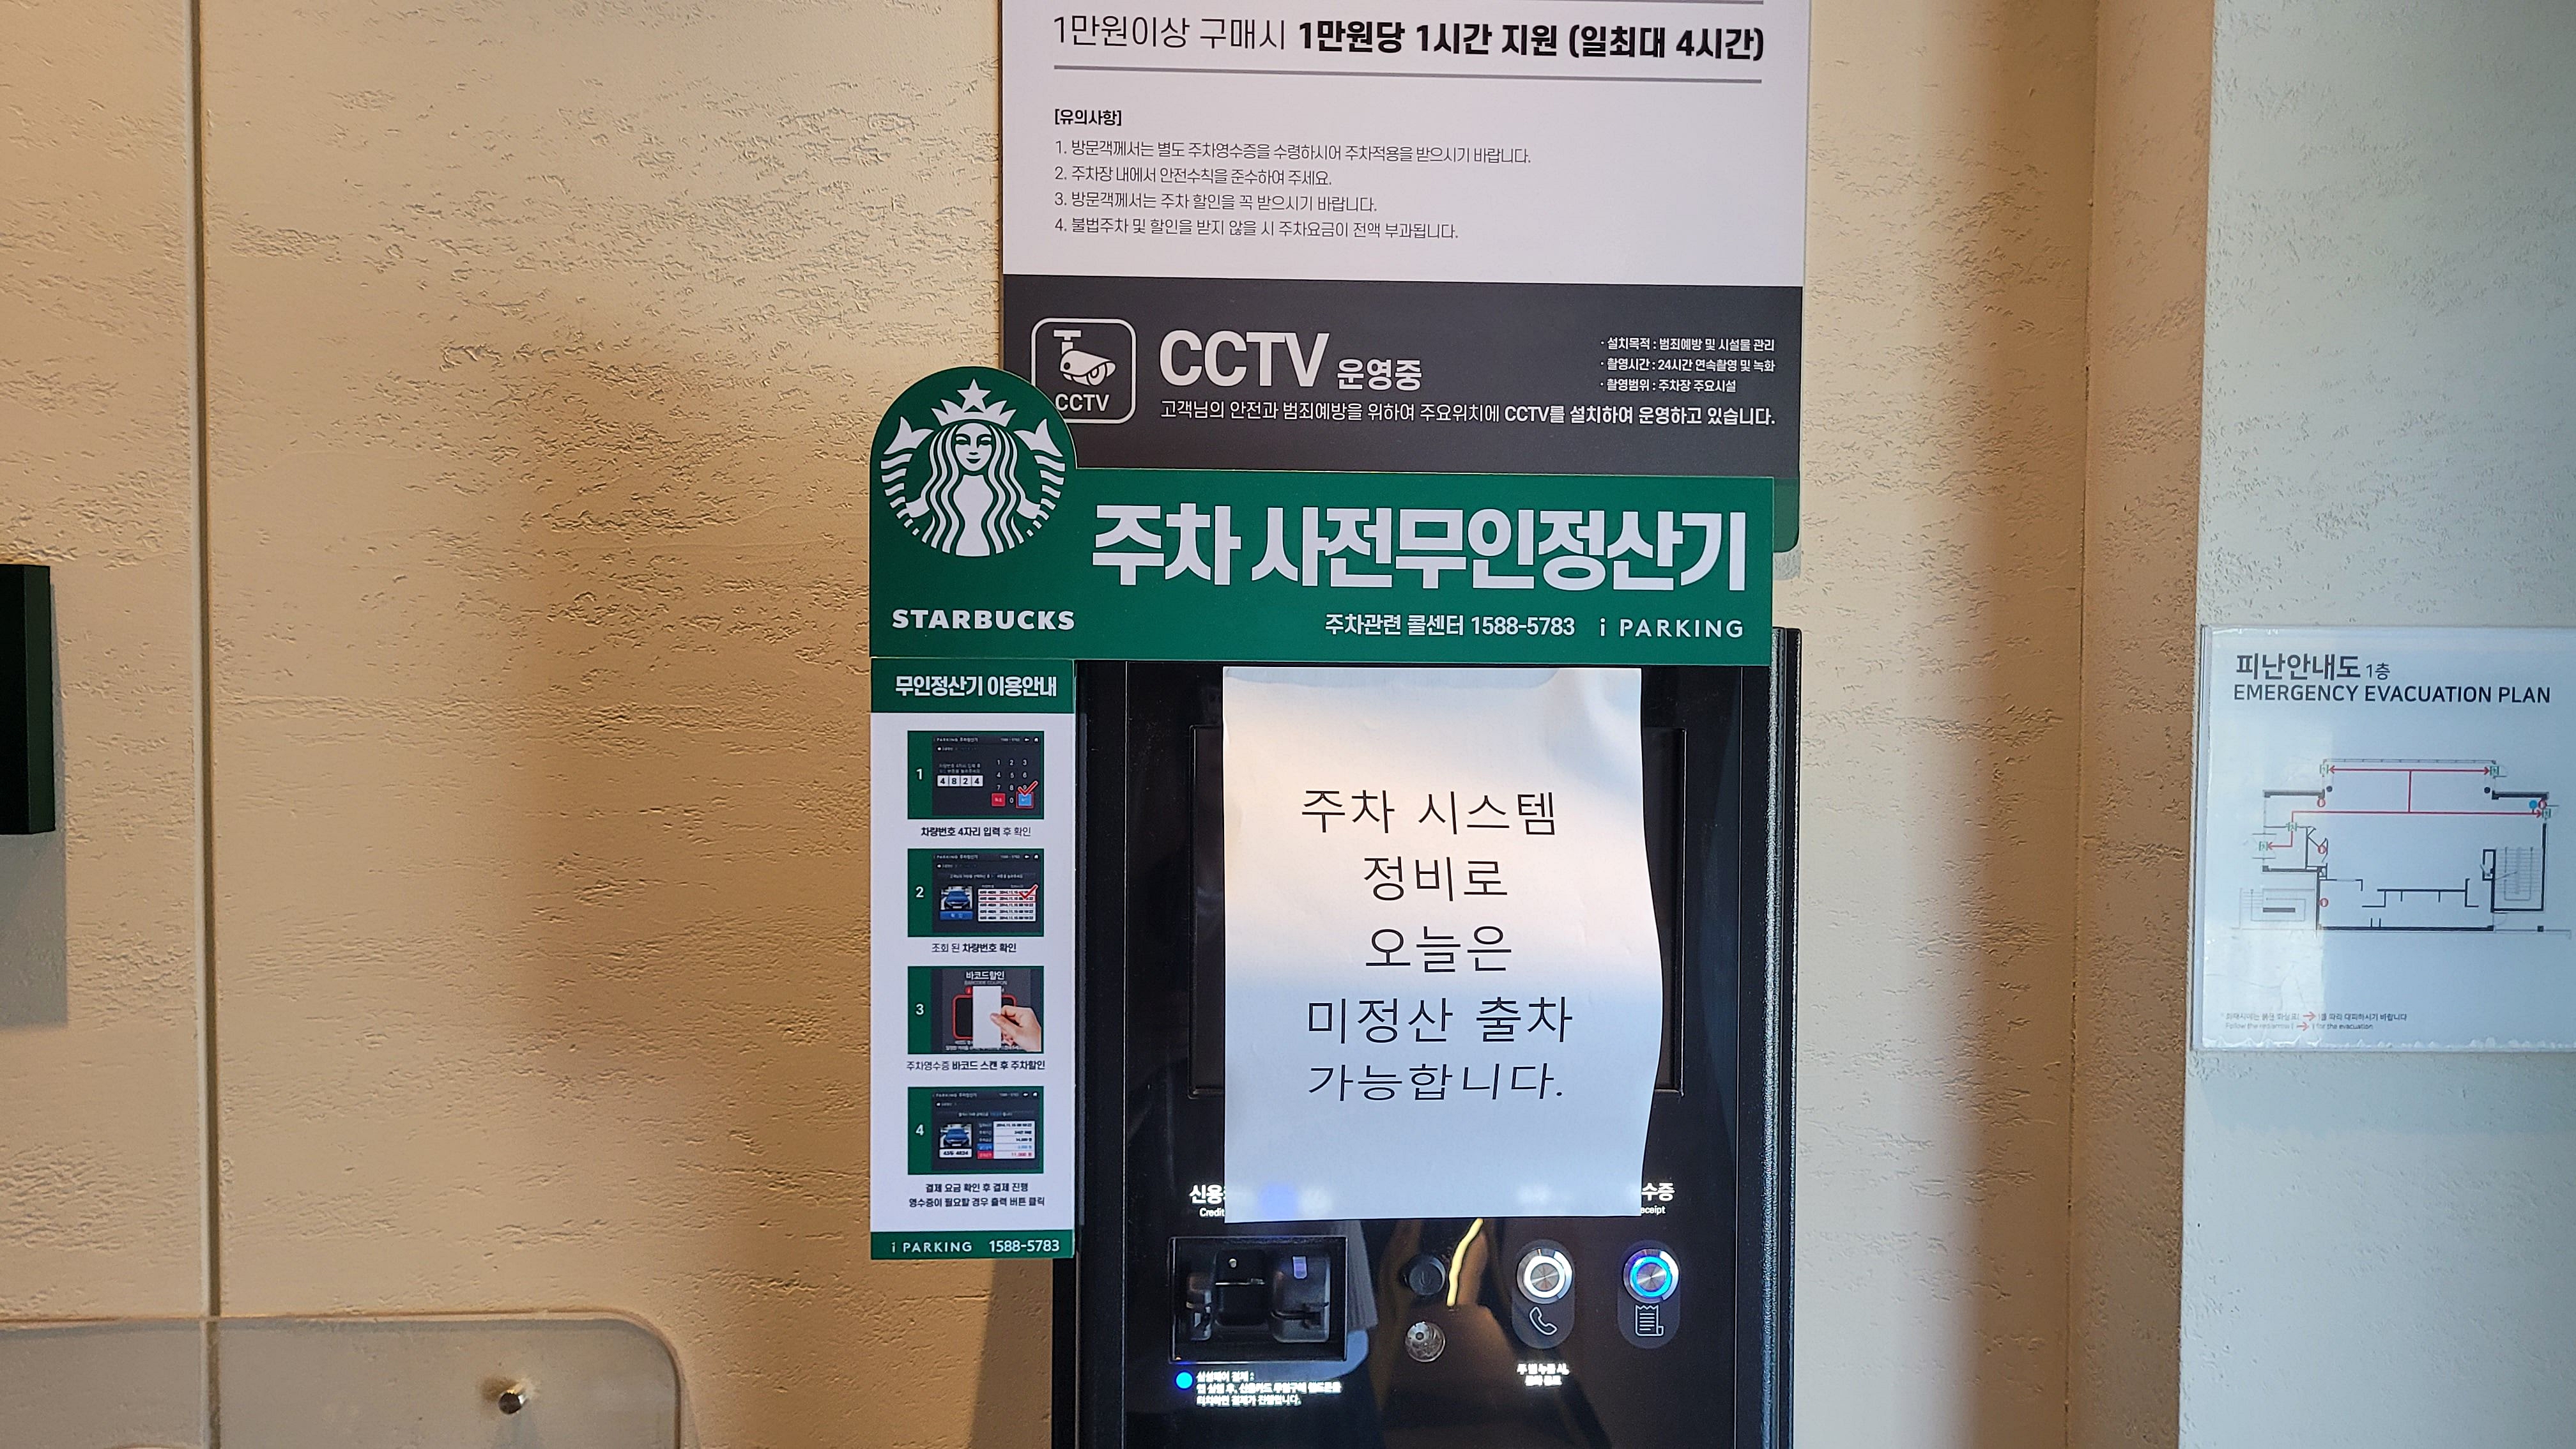 1만원이상 구매시 1만원당 1시간 지원 (일최대 4시간)
[유의사항]
1. 방문객께서는 별도 주차영수증을 수령하시어 주차적용을 받으시기 바랍니다.
2. 주차장 내에서 안전수칙을 준수하여 주세요.
3. 방문객께서는 주차 할인을 꼭 받으시기 바랍니다.
4. 불법주차 및 할인을 받지 않을 시 주차요금이 전액 부과됩니다.
CCTV
CCTV 운영중
· 설치목적 : 범죄예방 및 시설물 관리
· 촬영시간 : 24시간 연속촬영 및 녹화
· 촬영범위 : 주차장 주요시설
고객님의 안전과 범죄예방을 위하여 주요위치에 CCTV를 설치하여 운영하고 있습니다.
주차 사전무인정산기
STARBUCKS
주차관련 콜센터 1588-5783 i PARKING
무인정산기 이용안내
1
4 8 2 4
차량번호 4자리 입력 후 확인
2
조회 된 차량번호 확인
3
바코드할인
주차영수증 바코드 스캔 후 주차할인
4
결제 요금 확인 후 결제 진행
영수증이 필요할 경우 출력 버튼 클릭
i PARKING 1588-5783
주차 시스템
정비로
오늘은
미정산 출차
가능합니다.
신용
Credit
수증
eceipt
피난안내도 1층
EMERGENCY EVACUATION PLAN